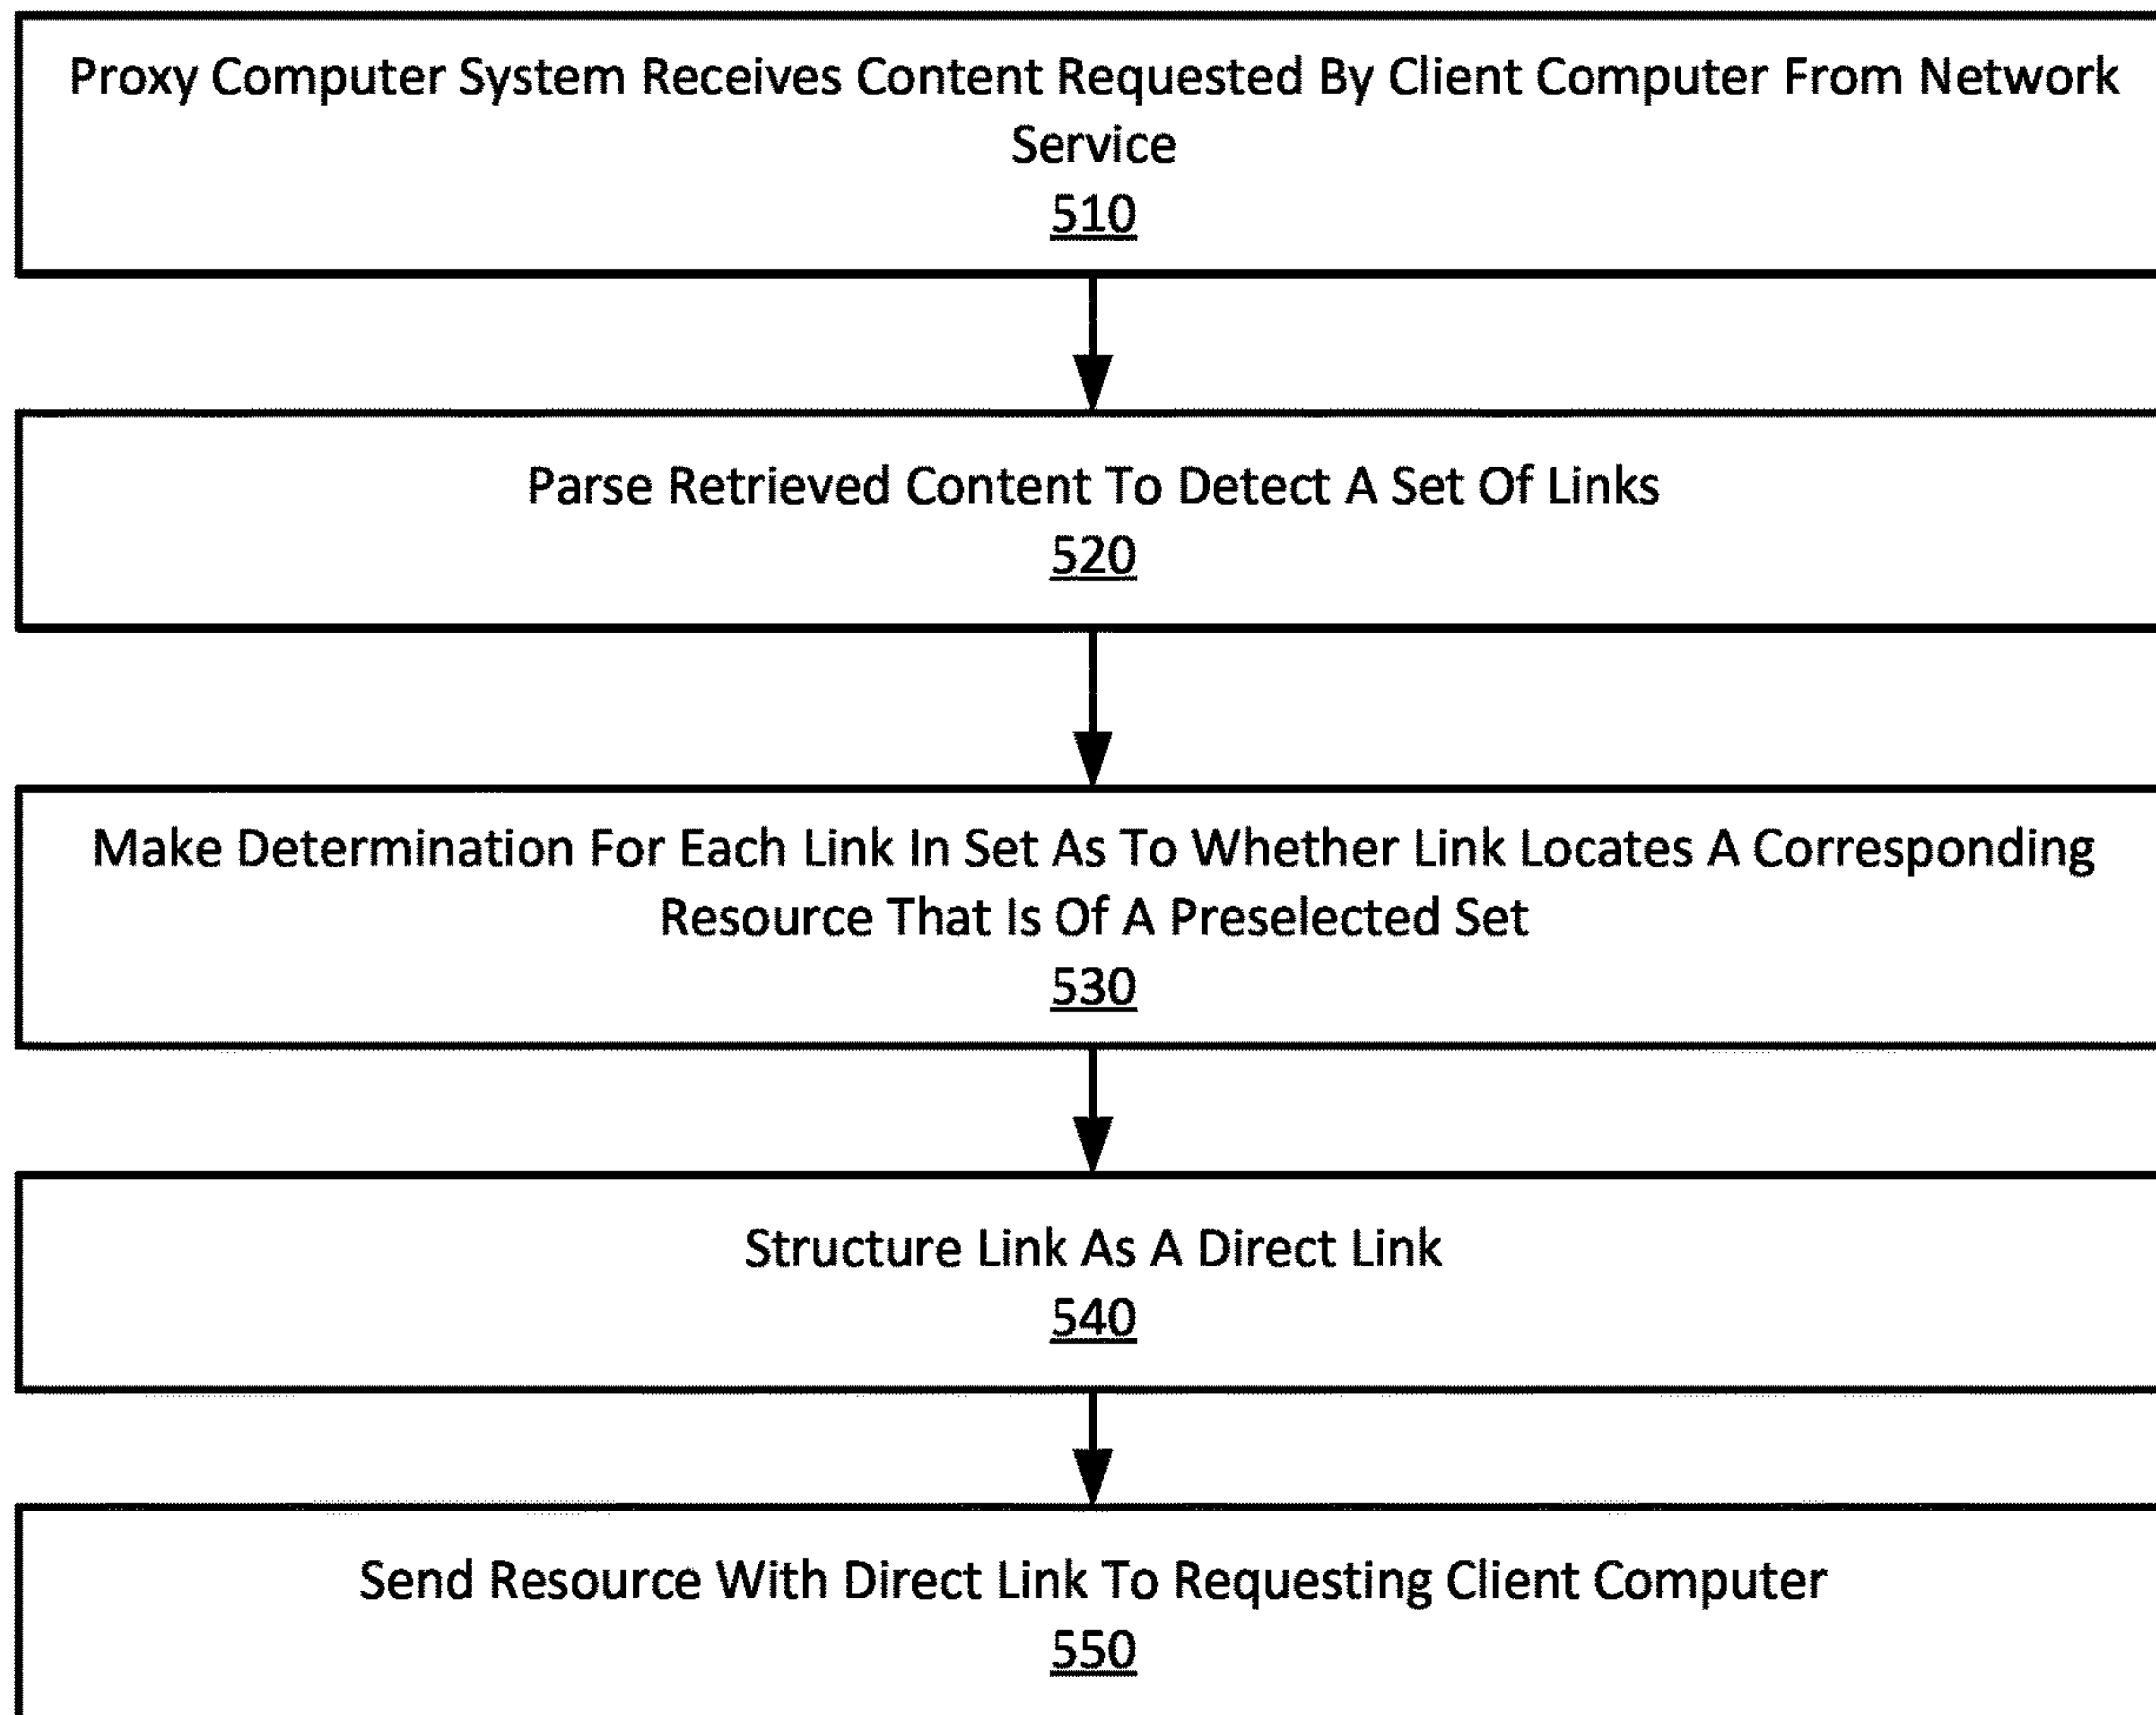 Proxy Computer System Receives Content Requested By Client Computer From Network
Service
510
Parse Retrieved Content To Detect A Set Of Links
520
Make Determination For Each Link In Set As To Whether Link Locates A Corresponding
Resource That Is Of A Preselected Set
530
Structure Link As A Direct Link
540
Send Resource With Direct Link To Requesting Client Computer
550